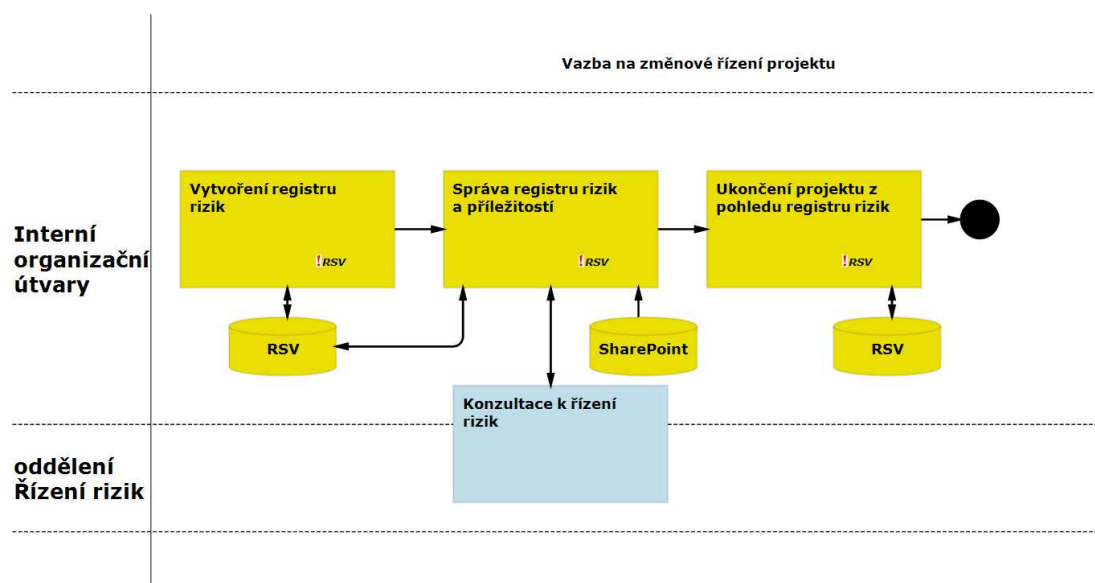 Vazba na změnové řízení projektu
Interní
organizační
útvary
Vytvoření registru
rizik
!RSV
Správa registru rizik
a příležitostí
!RSV
Ukončení projektu z
pohledu registru rizik
!RSV
RSV
SharePoint
RSV
Konzultace k řízení
rizik
oddělení
Řízení rizik